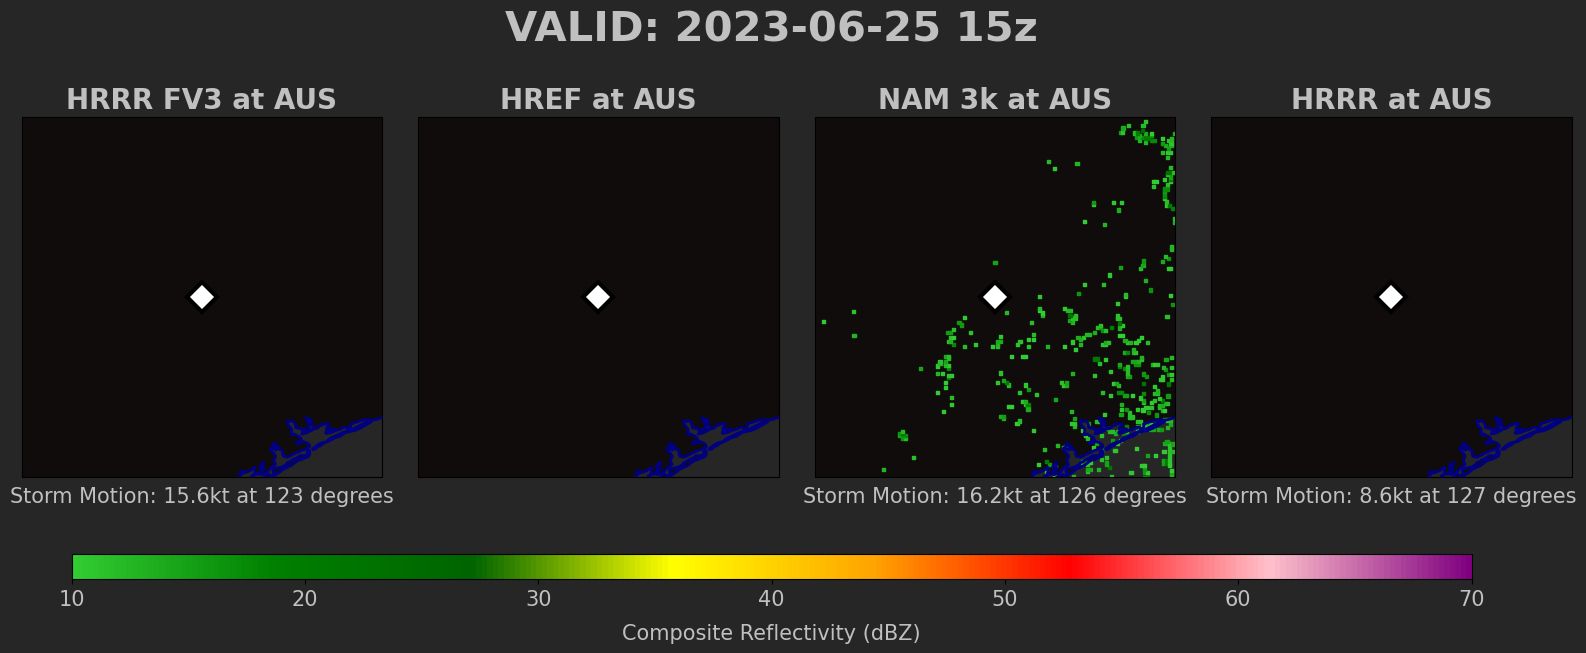 VALID: 2023-06-25 15z
HRRR FV3 at AUS
HREF at AUS
NAM 3k at AUS
HRRR at AUS
Storm Motion: 15.6kt at 123 degrees
Storm Motion: 16.2kt at 126 degrees
Storm Motion: 8.6kt at 127 degrees
10 20 30 40 50 60 70
Composite Reflectivity (dBZ)